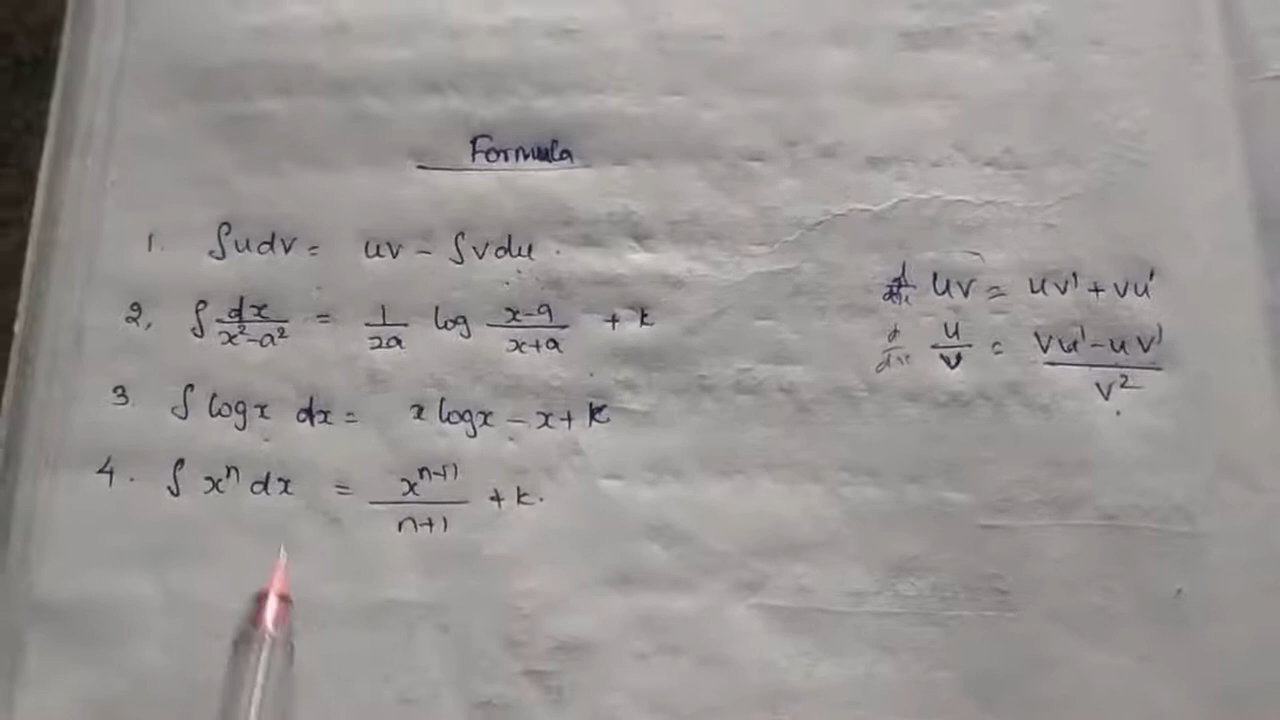 Formula
1. ∫udv = uv - ∫vdu.
2, ∫ dx/x²-a² = 1/2a log x-a/x+a + k
3. ∫ log x dx = x log x - x + k
4. ∫ xⁿ dx = xⁿ⁺¹/n+1 + k.
d/dx uv = uv' + vu'
d/dx u/v = vu' - uv'/v²